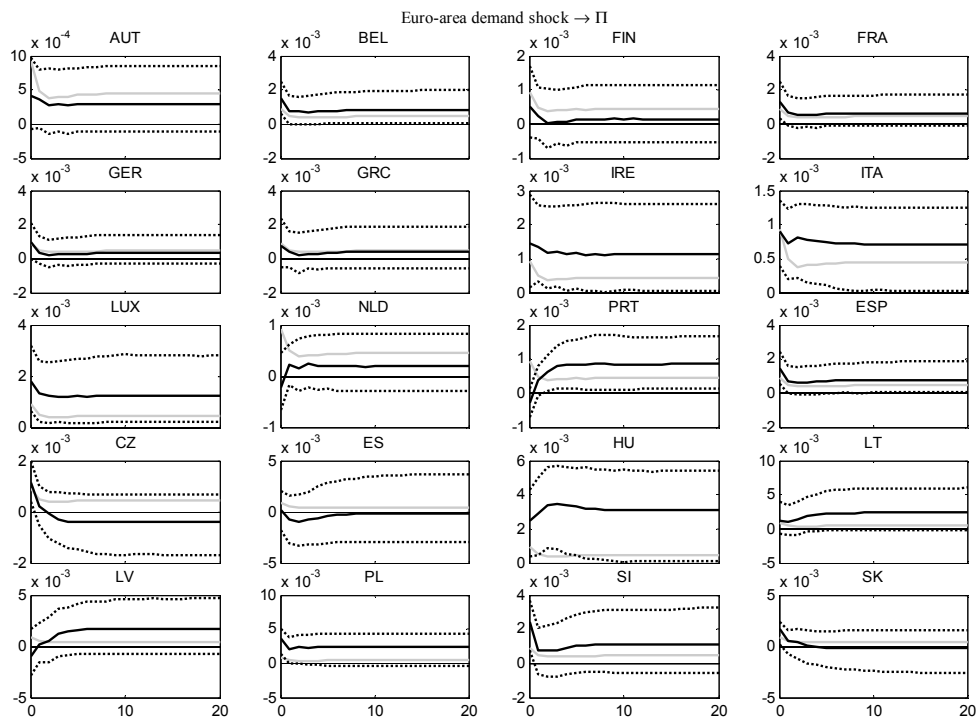 Euro-area demand shock → Π
x 10⁻⁴ AUT
10
5
0
-5
x 10⁻³ BEL
4
2
0
-2
x 10⁻³ FIN
2
1
0
-1
x 10⁻³ FRA
4
2
0
-2
x 10⁻³ GER
4
2
0
-2
x 10⁻³ GRC
4
2
0
-2
x 10⁻³ IRE
3
2
1
0
x 10⁻³ ITA
1.5
1
0.5
0
x 10⁻³ LUX
4
2
0
x 10⁻³ NLD
1
0
-1
x 10⁻³ PRT
2
1
0
-1
x 10⁻³ ESP
4
2
0
-2
x 10⁻³ CZ
2
0
-2
x 10⁻³ ES
5
0
-5
x 10⁻³ HU
6
4
2
0
x 10⁻³ LT
10
5
0
-5
x 10⁻³ LV
5
0
-5
0 10 20
x 10⁻³ PL
10
5
0
-5
0 10 20
x 10⁻³ SI
4
2
0
-2
0 10 20
x 10⁻³ SK
5
0
-5
0 10 20